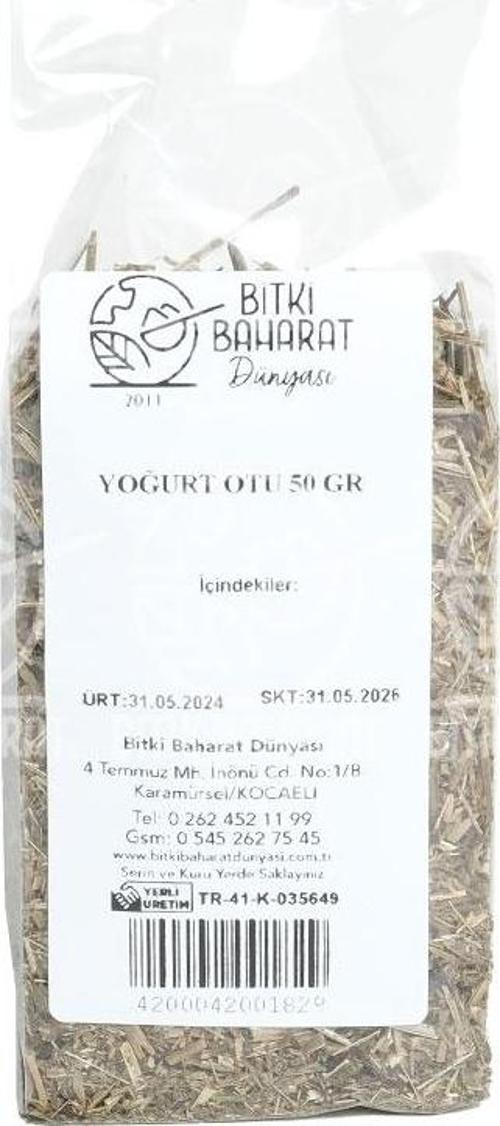 BİTKİ
BAHARAT
Dünyası
2011
YOĞURT OTU 50 GR
İçindekiler:
ÜRT:31.05.2024 SKT:31.05.2026
Bitki Baharat Dünyası
4 Temmuz Mh. İnönü Cd. No:1/B
Karamürsel/KOCAELİ
Tel: 0 262 452 11 99
Gsm: 0 545 262 75 45
www.bitkibaharatdunyasi.com.tr
Serin ve Kuru Yerde Saklayınız
YERLİ
ÜRETİM
TR-41-K-035649
4200042001829